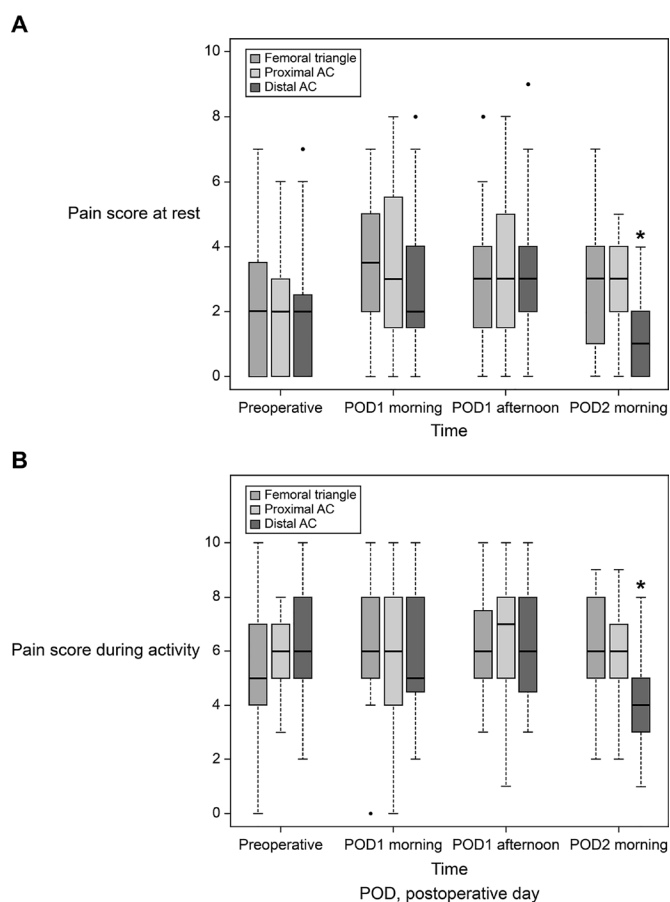 A
10
8
6
4
2
0
Femoral triangle
Proximal AC
Distal AC
*
Pain score at rest
Preoperative POD1 morning POD1 afternoon POD2 morning
Time
B
10
8
6
4
2
0
Femoral triangle
Proximal AC
Distal AC
*
Pain score during activity
Preoperative POD1 morning POD1 afternoon POD2 morning
Time
POD, postoperative day